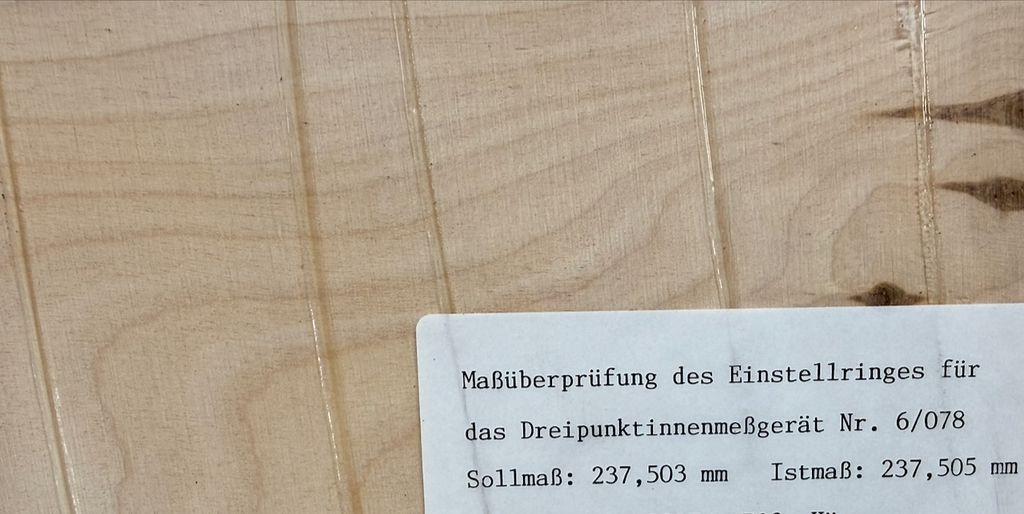 Maßüberprüfung des Einstellringes für
das Dreipunktinnenmeßgerät Nr. 6/078
Sollmaß: 237,503 mm   Istmaß: 237,505 mm